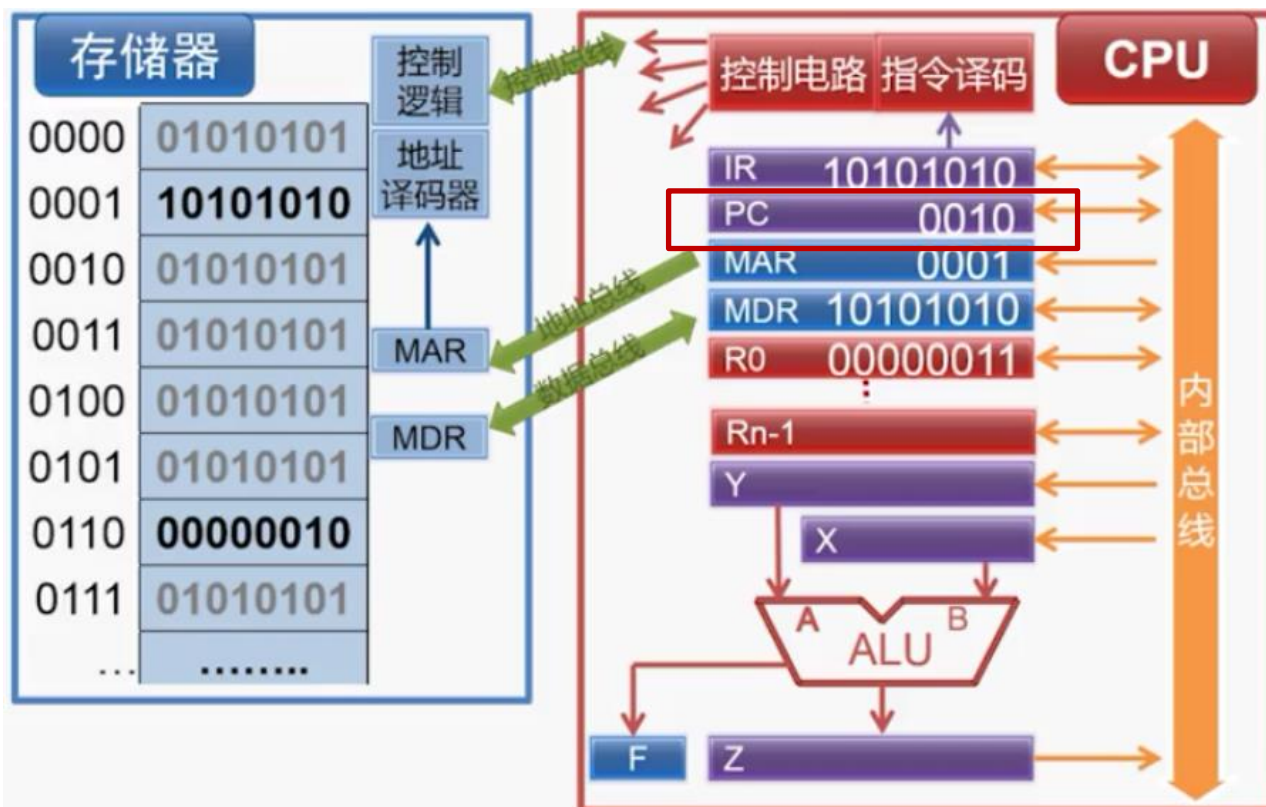 存储器
控制
逻辑
地址
译码器
0000 01010101
0001 10101010
0010 01010101
0011 01010101
0100 01010101
0101 01010101
0110 00000010
0111 01010101
... ........
MAR
MDR
控制总线
地址总线
数据总线
CPU
控制电路 指令译码
IR 10101010
PC 0010
MAR 0001
MDR 10101010
R0 00000011
Rn-1
Y
X
A B
ALU
F
Z
内部总线